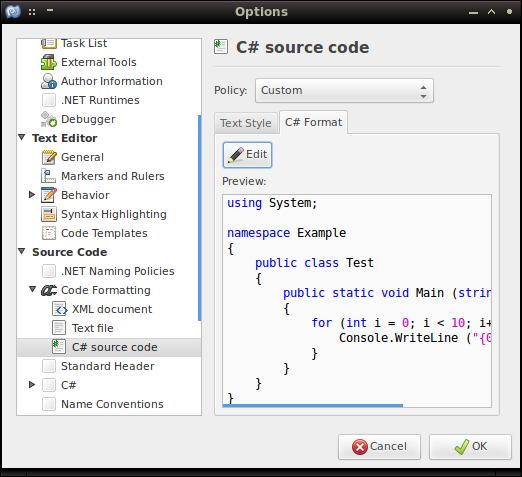 Options
Task List
External Tools
Author Information
.NET Runtimes
Debugger
Text Editor
General
Markers and Rulers
Behavior
Syntax Highlighting
Code Templates
Source Code
.NET Naming Policies
Code Formatting
XML document
Text file
C# source code
Standard Header
C#
Name Conventions
C# source code
Policy: Custom
Text Style C# Format
Edit
Preview:
using System;
namespace Example
{
public class Test
{
public static void Main (strin
{
for (int i = 0; i < 10; i+
Console.WriteLine ("{0
}
}
}
}
Cancel OK